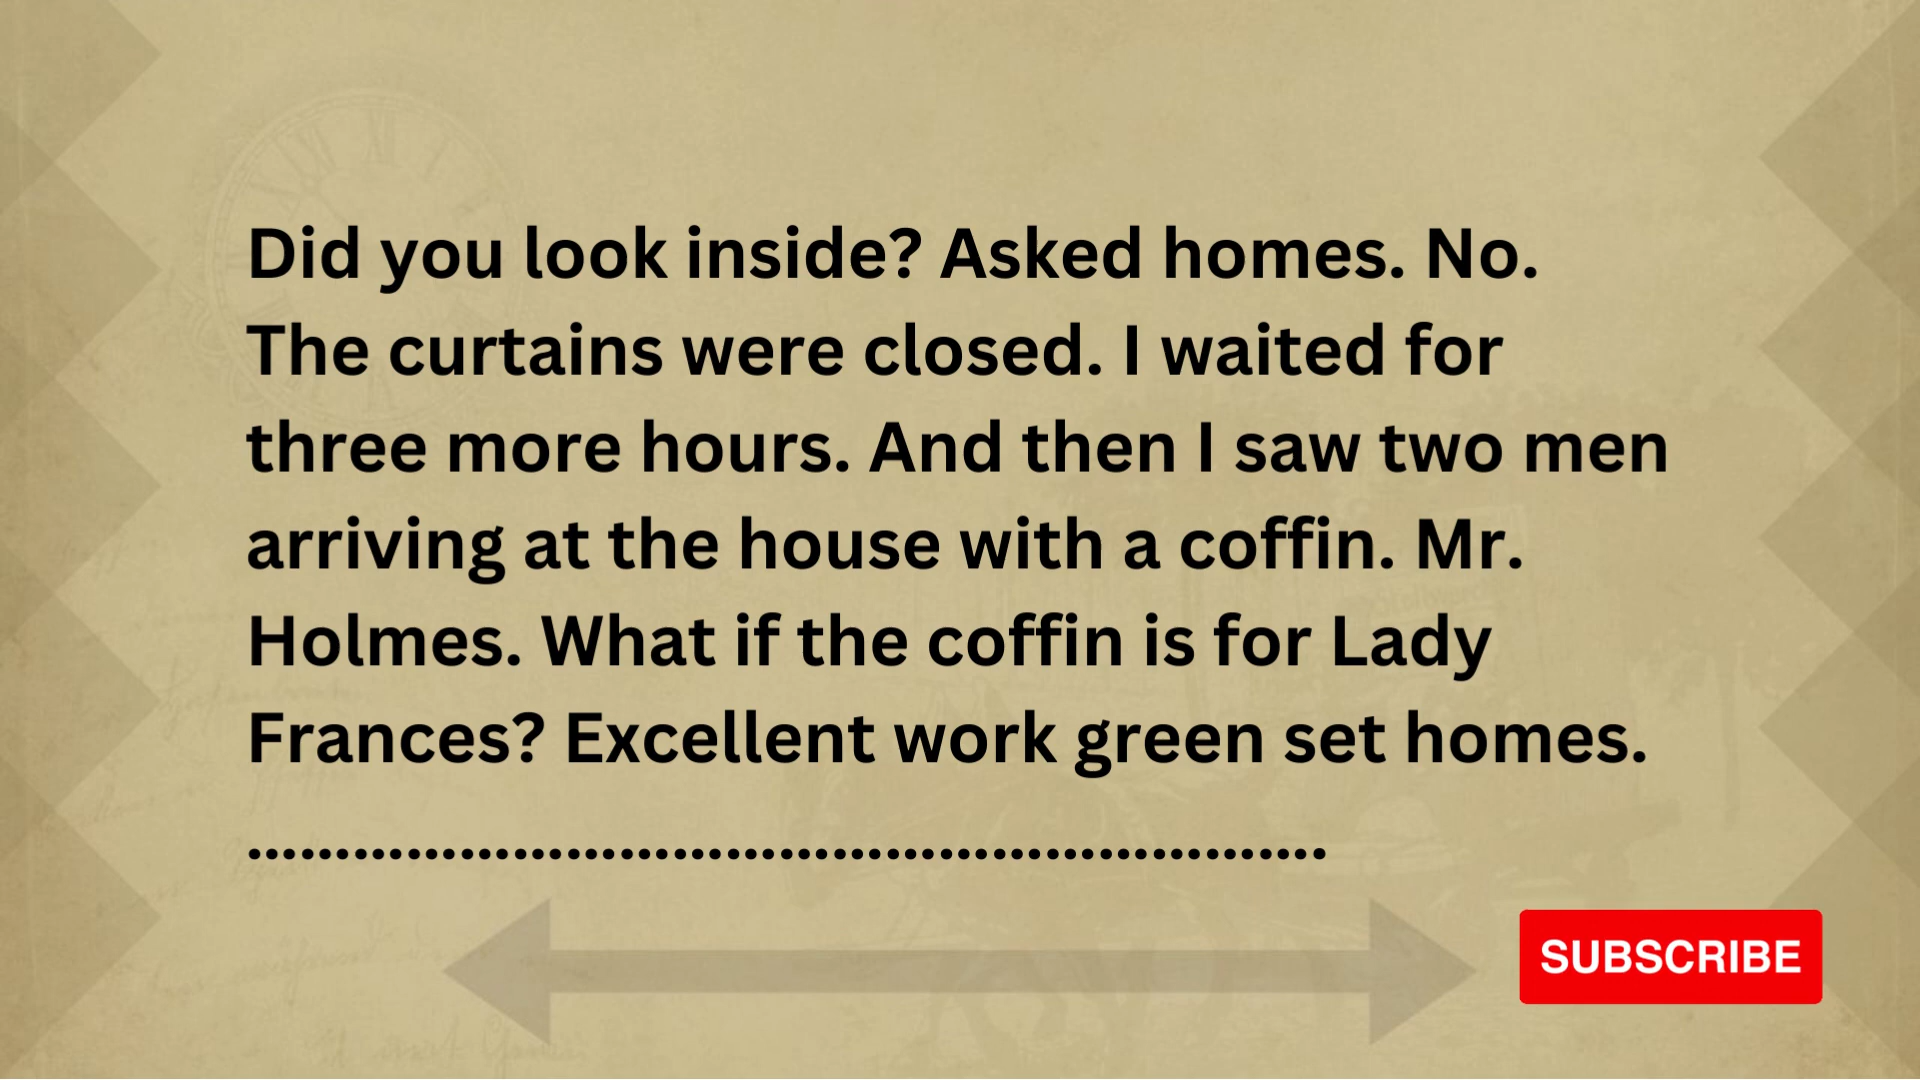 Did you look inside? Asked homes. No.
The curtains were closed. I waited for
three more hours. And then I saw two men
arriving at the house with a coffin. Mr.
Holmes. What if the coffin is for Lady
Frances? Excellent work green set homes.
.............................................................
SUBSCRIBE